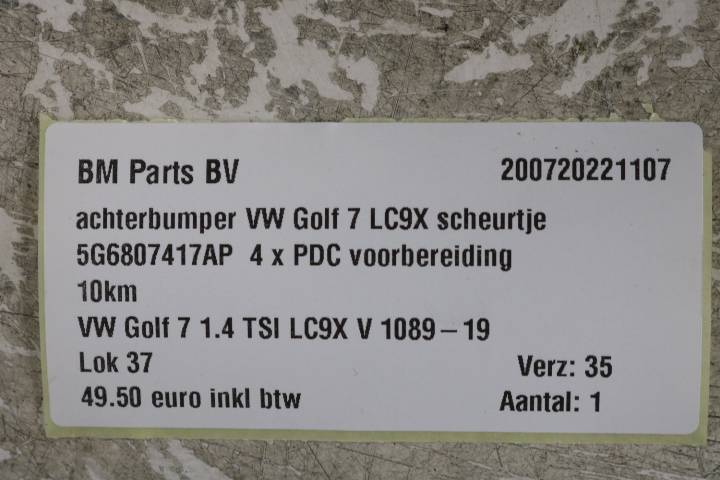 BM Parts BV 200720221107
achterbumper VW Golf 7 LC9X scheurtje
5G6807417AP 4 x PDC voorbereiding
10km
VW Golf 7 1.4 TSI LC9X V 1089 – 19
Lok 37 Verz: 35
49.50 euro inkl btw Aantal: 1